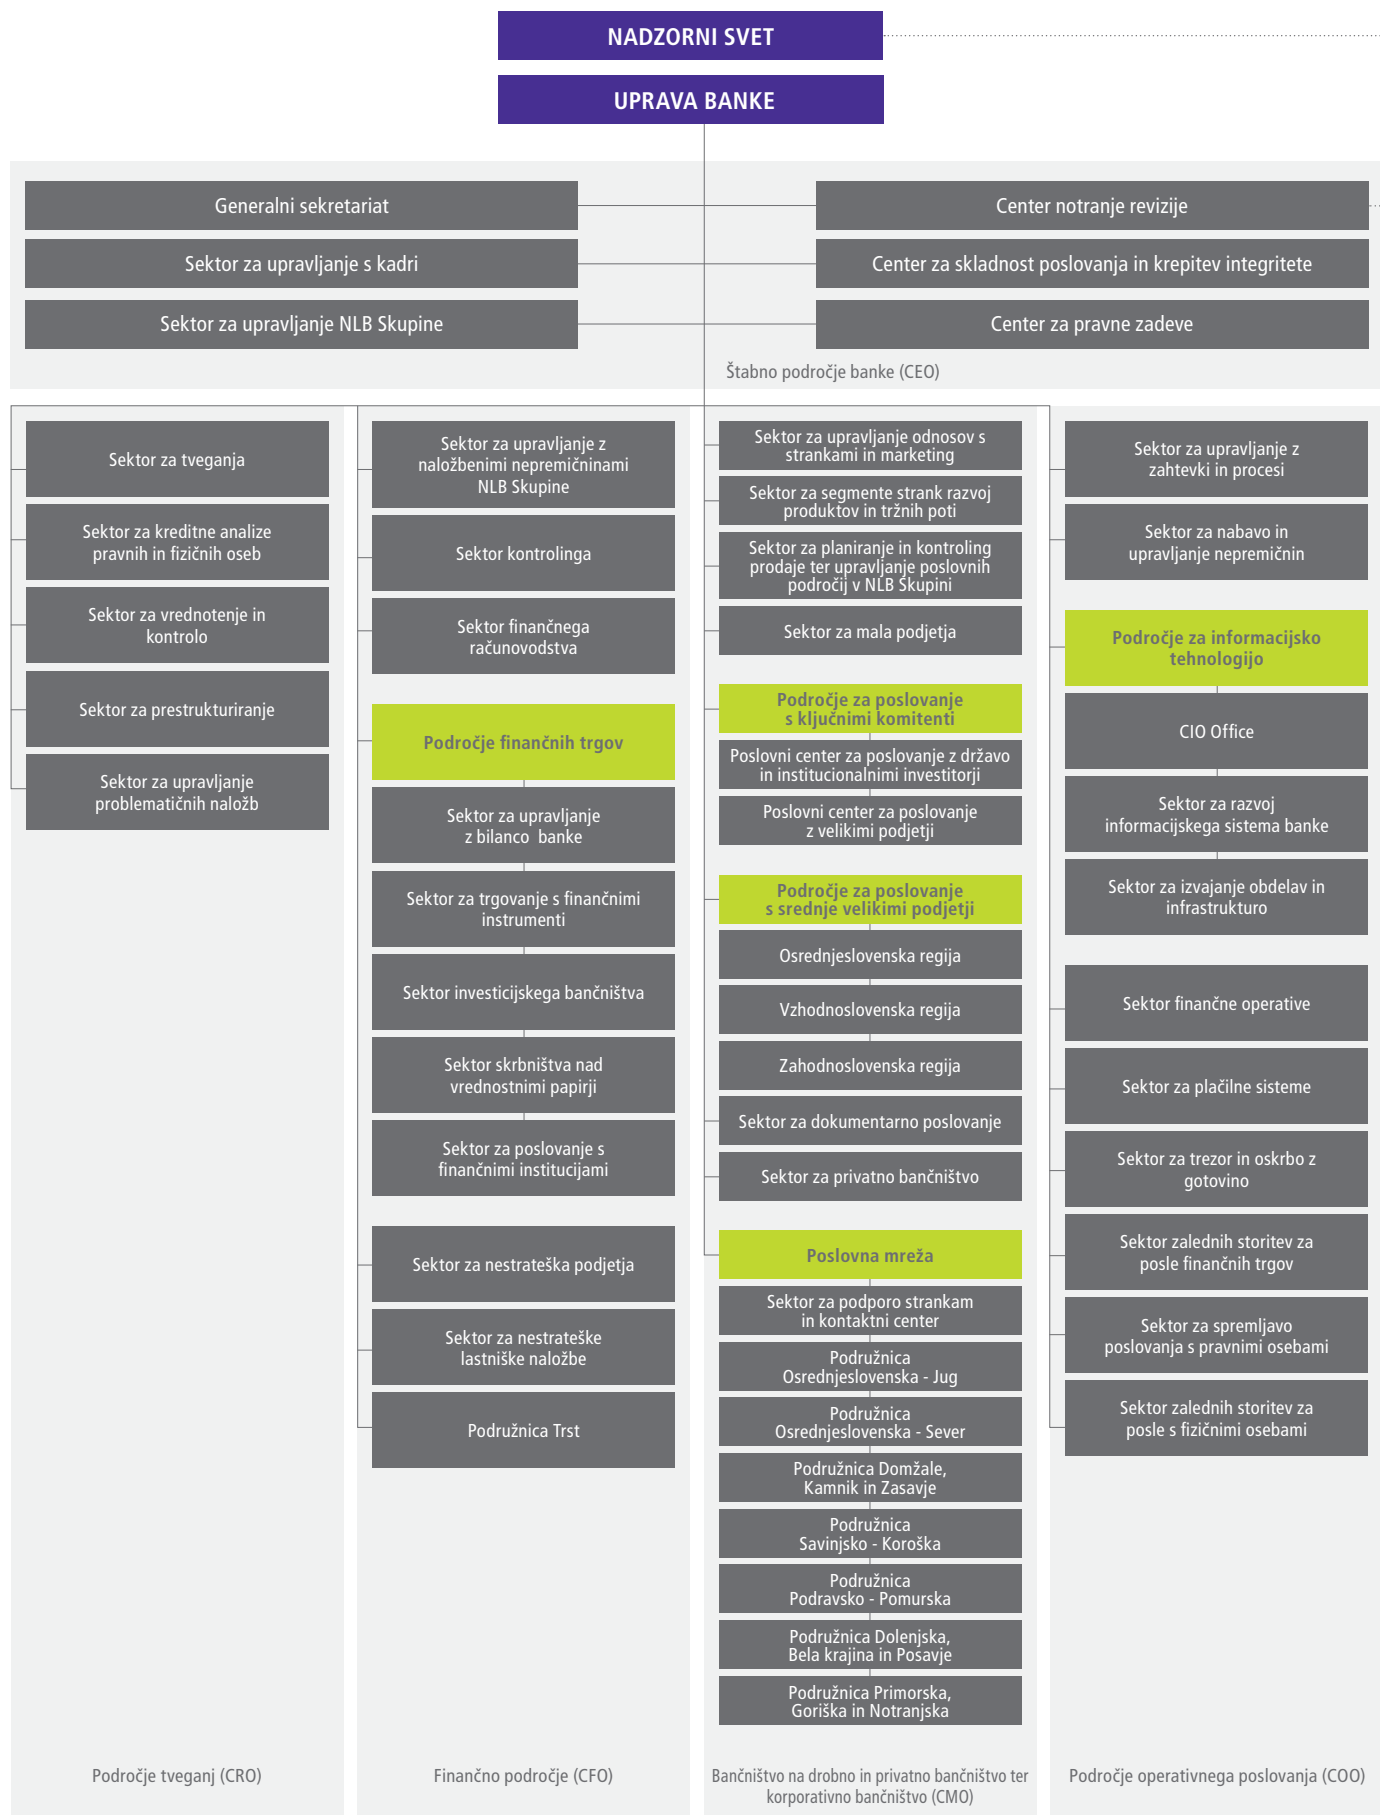 NADZORNI SVET
UPRAVA BANKE
Generalni sekretariat
Center notranje revizije
Sektor za upravljanje s kadri
Center za skladnost poslovanja in krepitev integritete
Sektor za upravljanje NLB Skupine
Center za pravne zadeve
Štabno področje banke (CEO)
Sektor za tveganja
Sektor za kreditne analize
pravnih in fizičnih oseb
Sektor za vrednotenje in
kontrolo
Sektor za prestrukturiranje
Sektor za upravljanje
problematičnih naložb
Področje tveganj (CRO)
Sektor za upravljanje z
naložbenimi nepremičninami
NLB Skupine
Sektor kontrolinga
Sektor finančnega
računovodstva
Področje finančnih trgov
Sektor za upravljanje
z bilanco banke
Sektor za trgovanje s finančnimi
instrumenti
Sektor investicijskega bančništva
Sektor skrbništva nad
vrednostnimi papirji
Sektor za poslovanje s
finančnimi institucijami
Sektor za nestrateška podjetja
Sektor za nestrateške
lastniške naložbe
Podružnica Trst
Finančno področje (CFO)
Sektor za upravljanje odnosov s
strankami in marketing
Sektor za segmente strank razvoj
produktov in tržnih poti
Sektor za planiranje in kontroling
prodaje ter upravljanje poslovnih
področij v NLB Skupini
Sektor za mala podjetja
Področje za poslovanje
s ključnimi komitenti
Poslovni center za poslovanje z državo
in institucionalnimi investitorji
Poslovni center za poslovanje
z velikimi podjetji
Področje za poslovanje
s srednje velikimi podjetji
Osrednjeslovenska regija
Vzhodnoslovenska regija
Zahodnoslovenska regija
Sektor za dokumentarno poslovanje
Sektor za privatno bančništvo
Poslovna mreža
Sektor za podporo strankam
in kontaktni center
Podružnica
Osrednjeslovenska - Jug
Podružnica
Osrednjeslovenska - Sever
Podružnica Domžale,
Kamnik in Zasavje
Podružnica
Savinjsko - Koroška
Podružnica
Podravsko - Pomurska
Podružnica Dolenjska,
Bela krajina in Posavje
Podružnica Primorska,
Goriška in Notranjska
Bančništvo na drobno in privatno bančništvo ter
korporativno bančništvo (CMO)
Sektor za upravljanje z
zahtevki in procesi
Sektor za nabavo in
upravljanje nepremičnin
Področje za informacijsko
tehnologijo
CIO Office
Sektor za razvoj
informacijskega sistema banke
Sektor za izvajanje obdelav in
infrastrukturo
Sektor finančne operative
Sektor za plačilne sisteme
Sektor za trezor in oskrbo z
gotovino
Sektor zalednih storitev za
posle finančnih trgov
Sektor za spremljavo
poslovanja s pravnimi osebami
Sektor zalednih storitev za
posle s fizičnimi osebami
Področje operativnega poslovanja (COO)